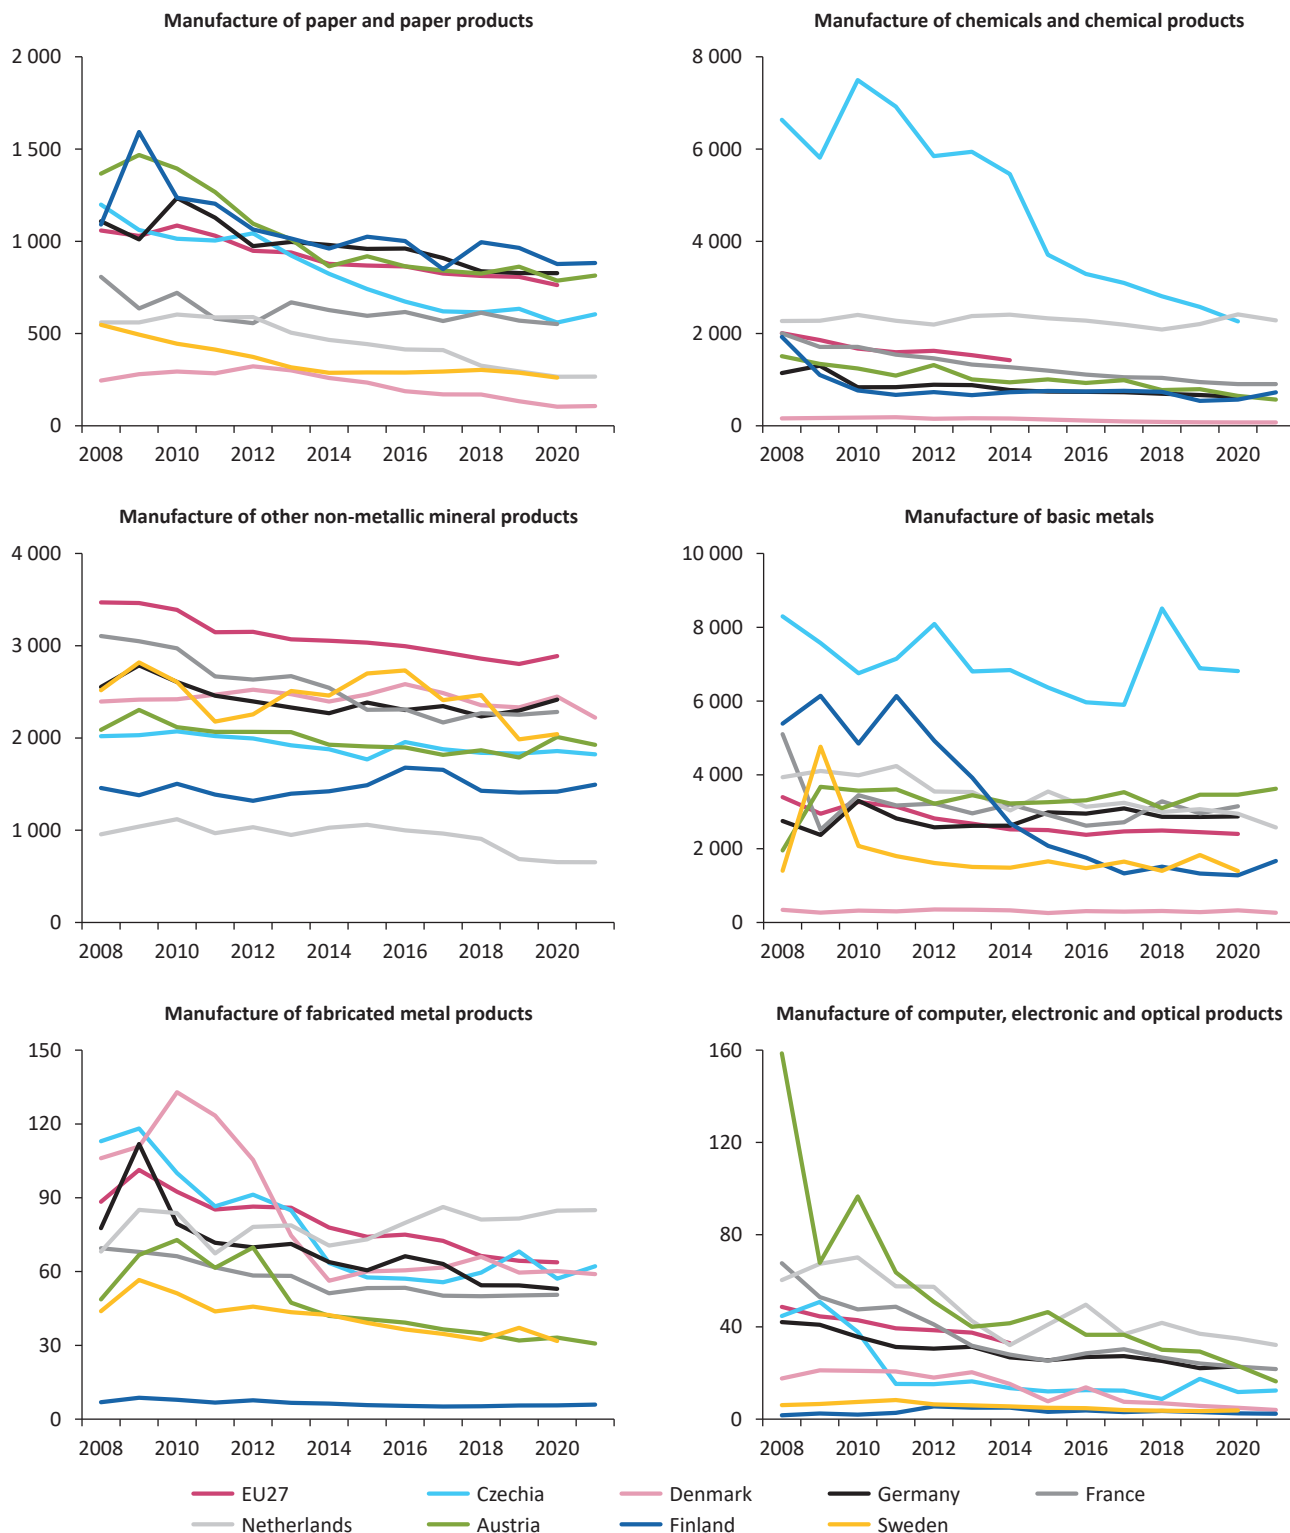 Manufacture of paper and paper products
2 000
1 500
1 000
500
0
2008 2010 2012 2014 2016 2018 2020
Manufacture of chemicals and chemical products
8 000
6 000
4 000
2 000
0
2008 2010 2012 2014 2016 2018 2020
Manufacture of other non-metallic mineral products
4 000
3 000
2 000
1 000
0
2008 2010 2012 2014 2016 2018 2020
Manufacture of basic metals
10 000
8 000
6 000
4 000
2 000
0
2008 2010 2012 2014 2016 2018 2020
Manufacture of fabricated metal products
150
120
90
60
30
0
2008 2010 2012 2014 2016 2018 2020
Manufacture of computer, electronic and optical products
160
120
80
40
0
2008 2010 2012 2014 2016 2018 2020
EU27 Czechia Denmark Germany France
Netherlands Austria Finland Sweden